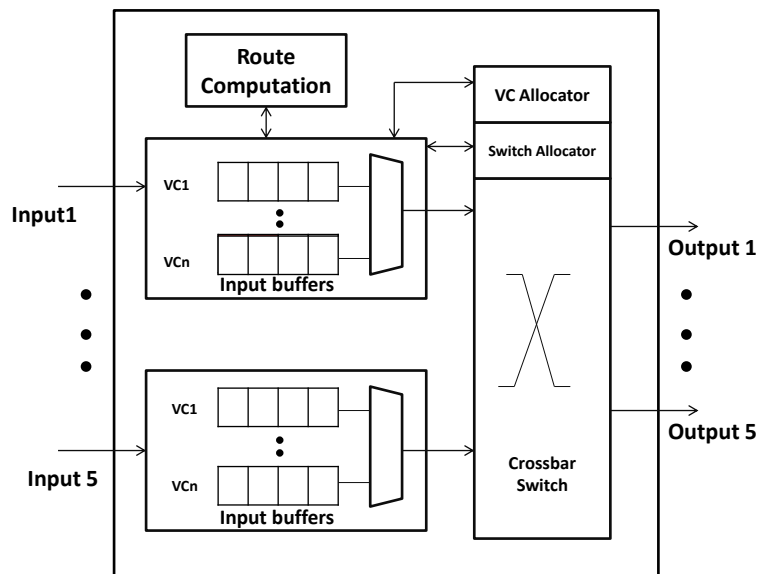 Route
Computation
VC Allocator
Switch Allocator
VC1
VCn
Input buffers
Input1
Output 1
VC1
VCn
Input buffers
Input 5
Output 5
Crossbar
Switch